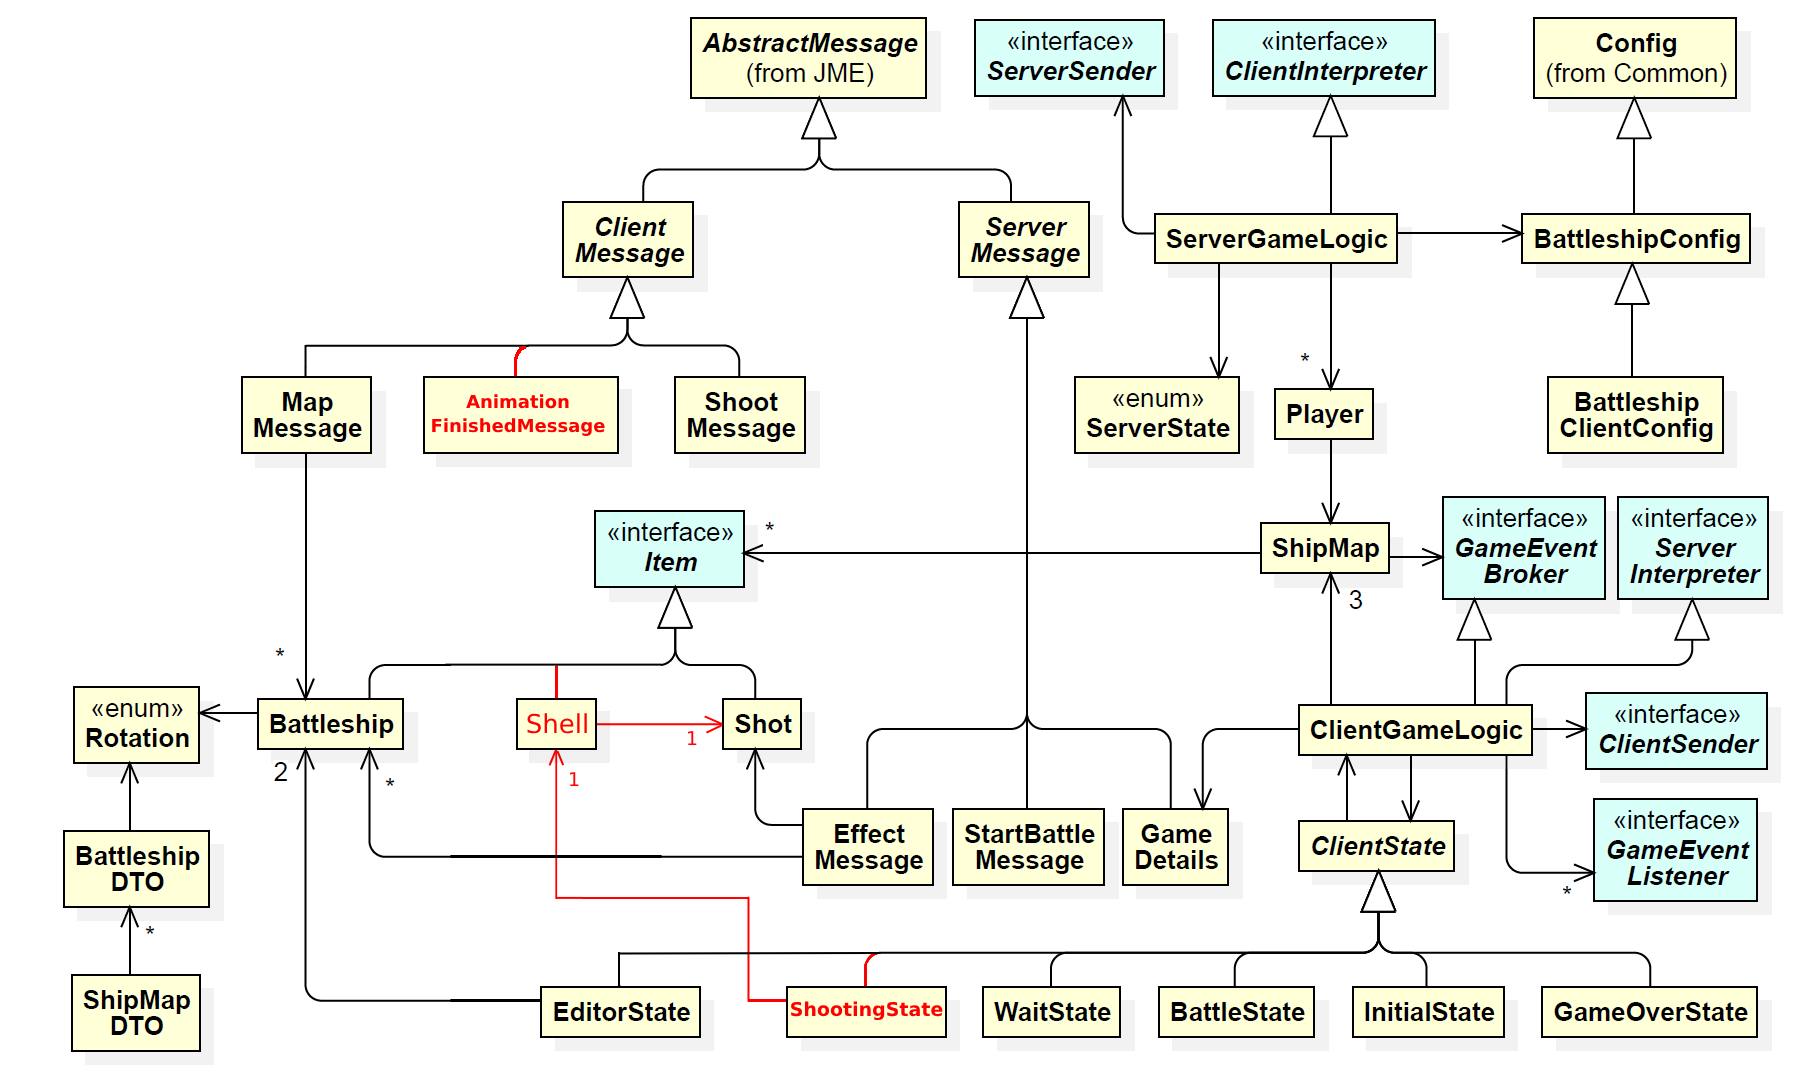 AbstractMessage
(from JME)
«interface»
ServerSender
«interface»
ClientInterpreter
Config
(from Common)
Client
Message
Server
Message
ServerGameLogic
BattleshipConfig
Map
Message
Animation
FinishedMessage
Shoot
Message
«enum»
ServerState
*
Player
Battleship
ClientConfig
«interface»
Item
*
ShipMap
3
«interface»
GameEvent
Broker
«interface»
Server
Interpreter
*
«enum»
Rotation
Battleship
2
*
Shell
1
1
Shot
ClientGameLogic
«interface»
ClientSender
Battleship
DTO
*
Effect
Message
StartBattle
Message
Game
Details
ClientState
«interface»
GameEvent
Listener
*
ShipMap
DTO
EditorState
ShootingState
WaitState
BattleState
InitialState
GameOverState